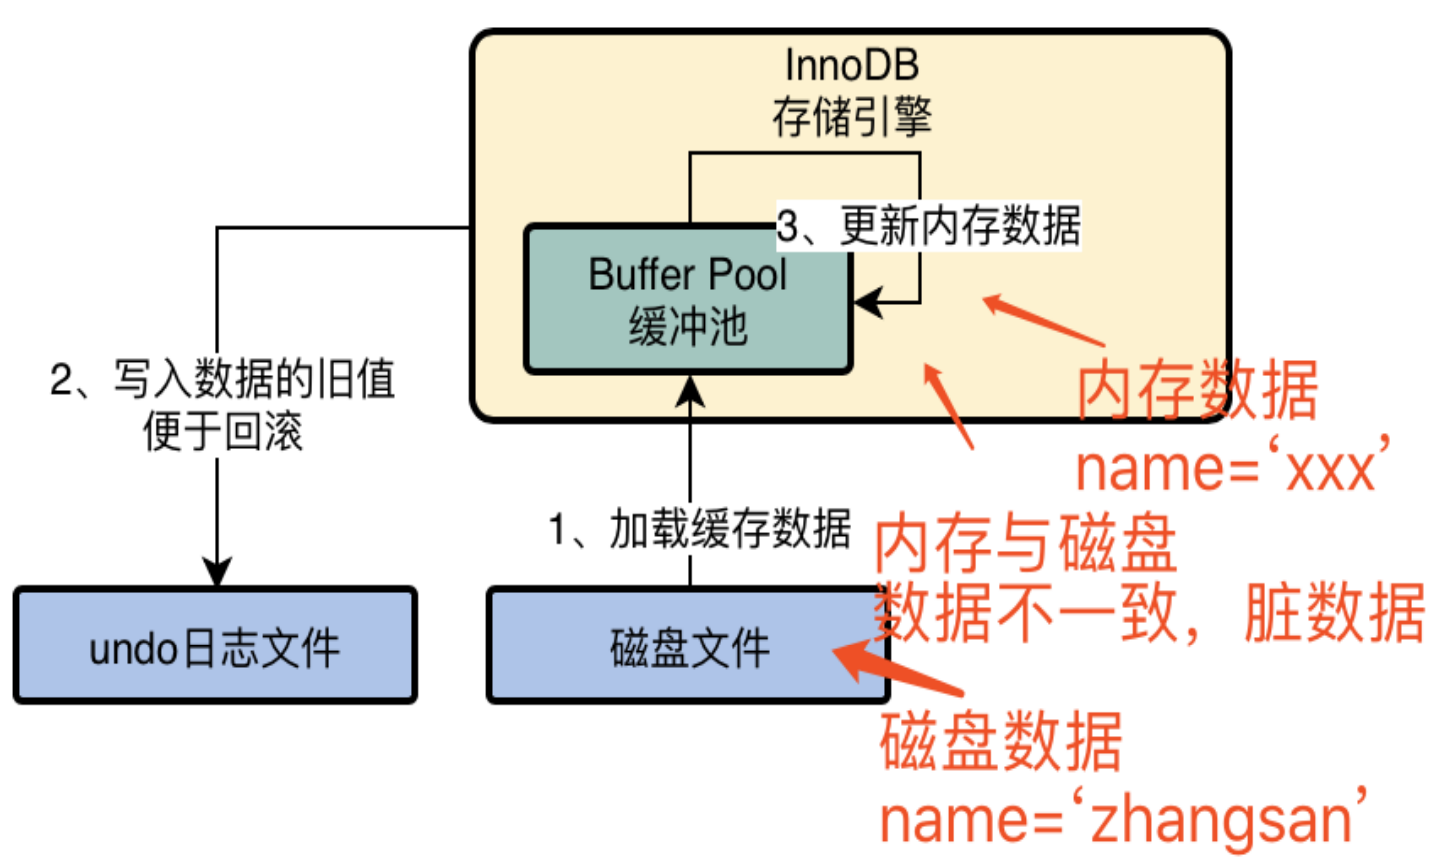 InnoDB
存储引擎
3、更新内存数据
Buffer Pool
缓冲池
2、写入数据的旧值
便于回滚
内存数据
name=‘xxx’
1、加载缓存数据
内存与磁盘
数据不一致，脏数据
undo日志文件
磁盘文件
磁盘数据
name=‘zhangsan’